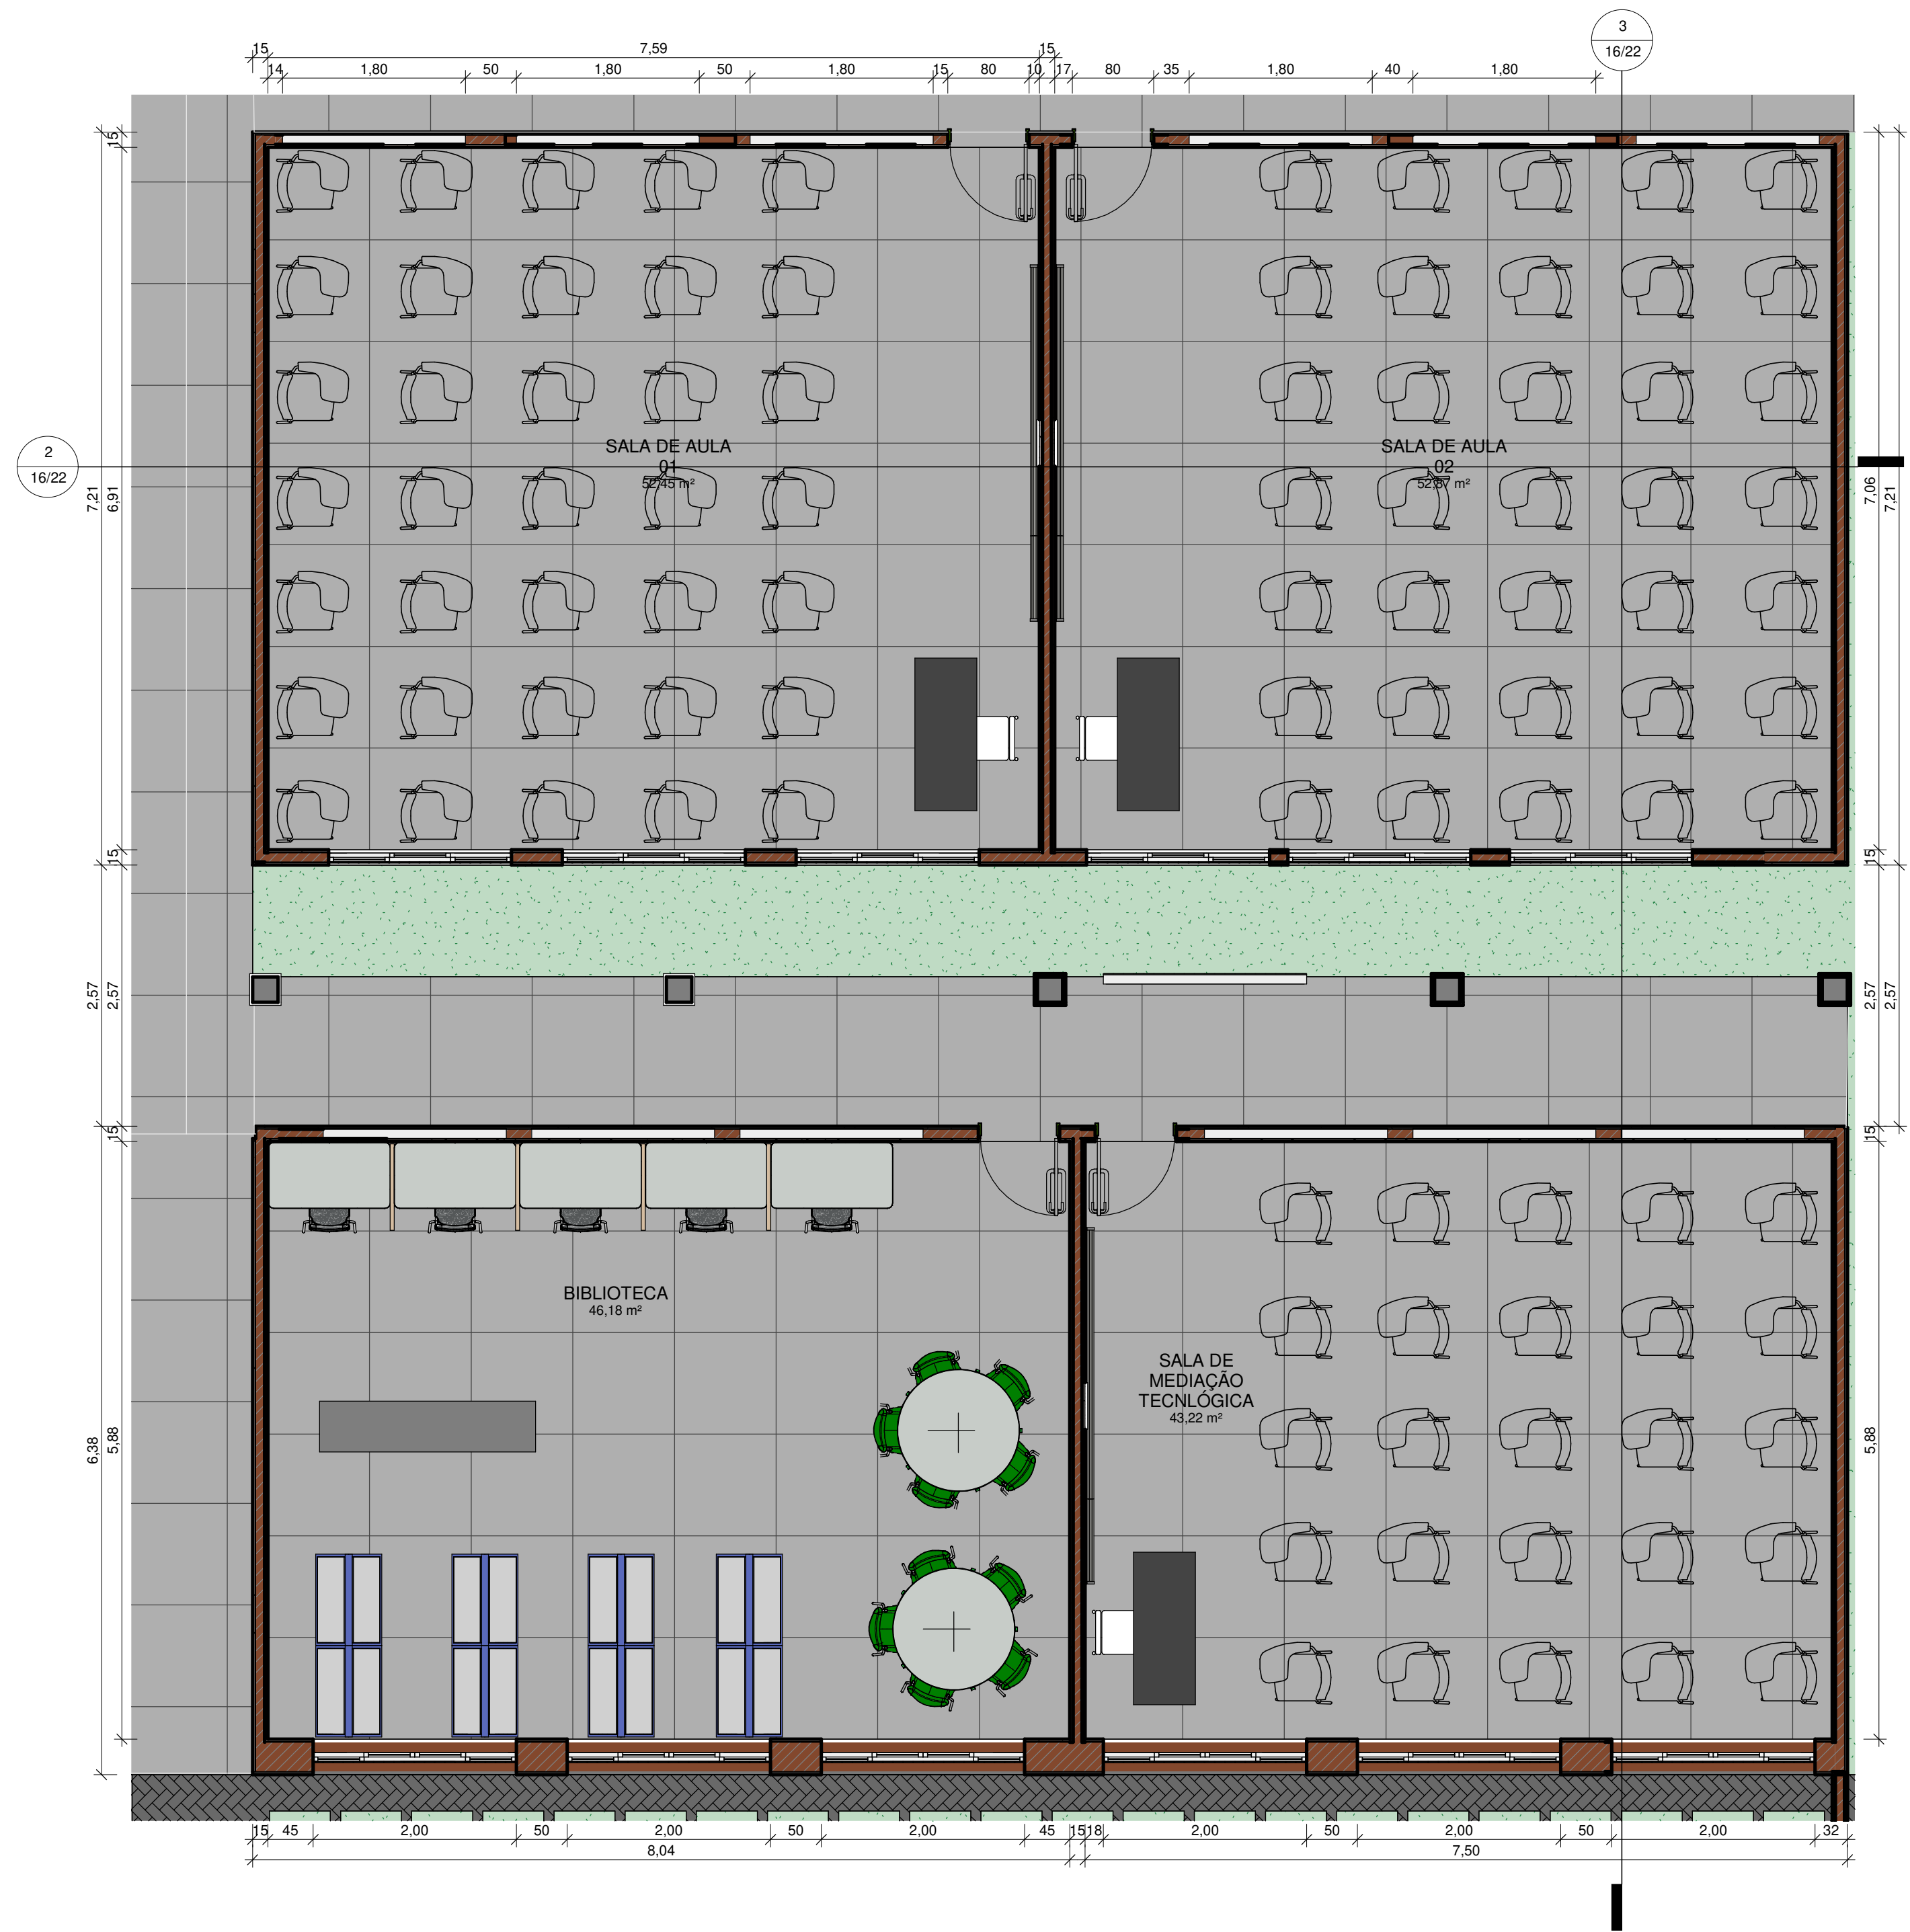 3
16/22
15 7,59 15
14 1,80 50 1,80 50 1,80 15 80 10 17 80 35 1,80 40 1,80
15
SALA DE AULA
01
52,45 m²
SALA DE AULA
02
m²
2
16/22
7,21 6,91
7,06 7,21
15
15
2,57 2,57
2,57 2,57
15
15
BIBLIOTECA
46,18 m²
SALA DE
MEDIAÇÃO
TECNLÓGICA
43,22 m²
6,38 5,88
5,88
15 45 2,00 50 2,00 50 2,00 45 15 18 2,00 50 2,00 50 2,00 32
8,04 7,50